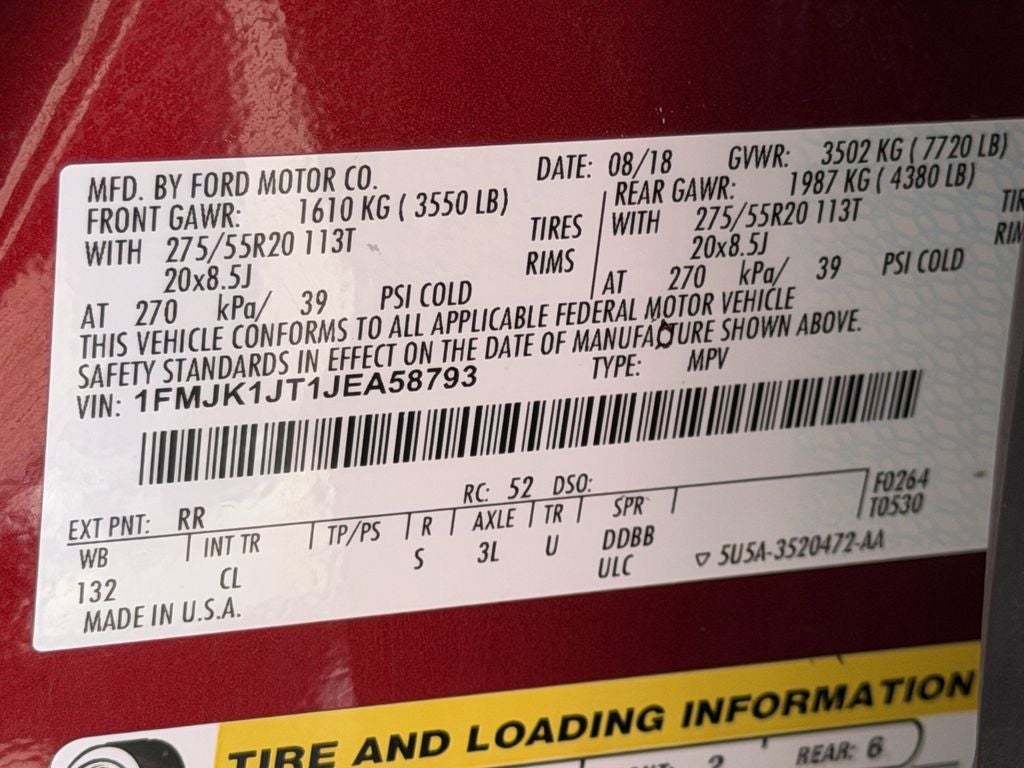 MFD. BY FORD MOTOR CO. DATE: 08/18 GVWR: 3502 KG ( 7720 LB)
FRONT GAWR: 1610 KG ( 3550 LB) REAR GAWR: 1987 KG ( 4380 LB)
WITH 275/55R20 113T TIRES WITH 275/55R20 113T
20x8.5J RIMS 20x8.5J
AT 270 kPa/ 39 PSI COLD AT 270 kPa/ 39 PSI COLD
THIS VEHICLE CONFORMS TO ALL APPLICABLE FEDERAL MOTOR VEHICLE
SAFETY STANDARDS IN EFFECT ON THE DATE OF MANUFACTURE SHOWN ABOVE.
VIN: 1FMJK1JT1JEA58793 TYPE: MPV
EXT PNT: RR RC: 52 DSO: F0264
WB INT TR TP/PS R AXLE TR SPR T0530
132 CL S 3L U DDBB
ULC 5U5A-3520472-AA
MADE IN U.S.A.
TIRE AND LOADING INFORMATION
2 REAR: 6